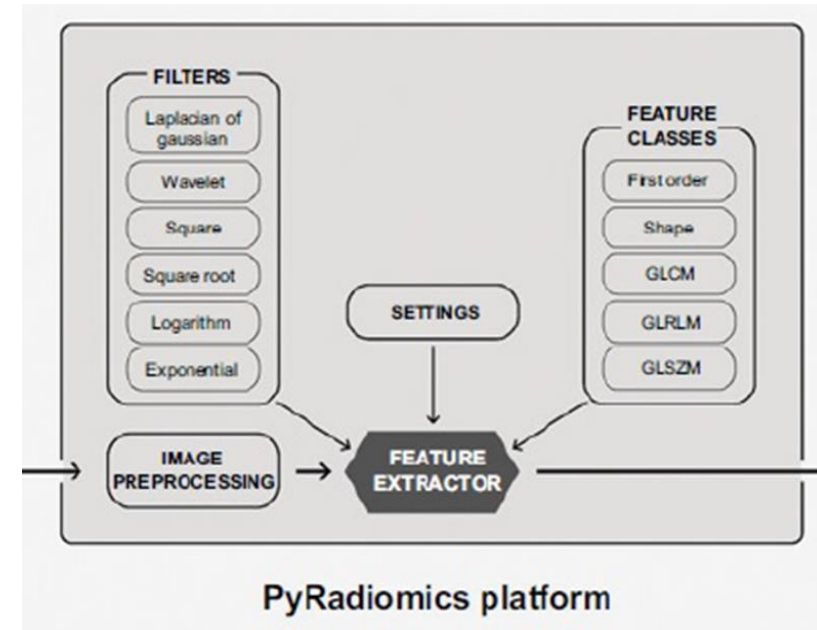 FILTERS
Laplacian of
gaussian
Wavelet
Square
Square root
Logarithm
Exponential
SETTINGS
FEATURE
CLASSES
First order
Shape
GLCM
GLRLM
GLSZM
IMAGE
PREPROCESSING
FEATURE
EXTRACTOR
PyRadiomics platform